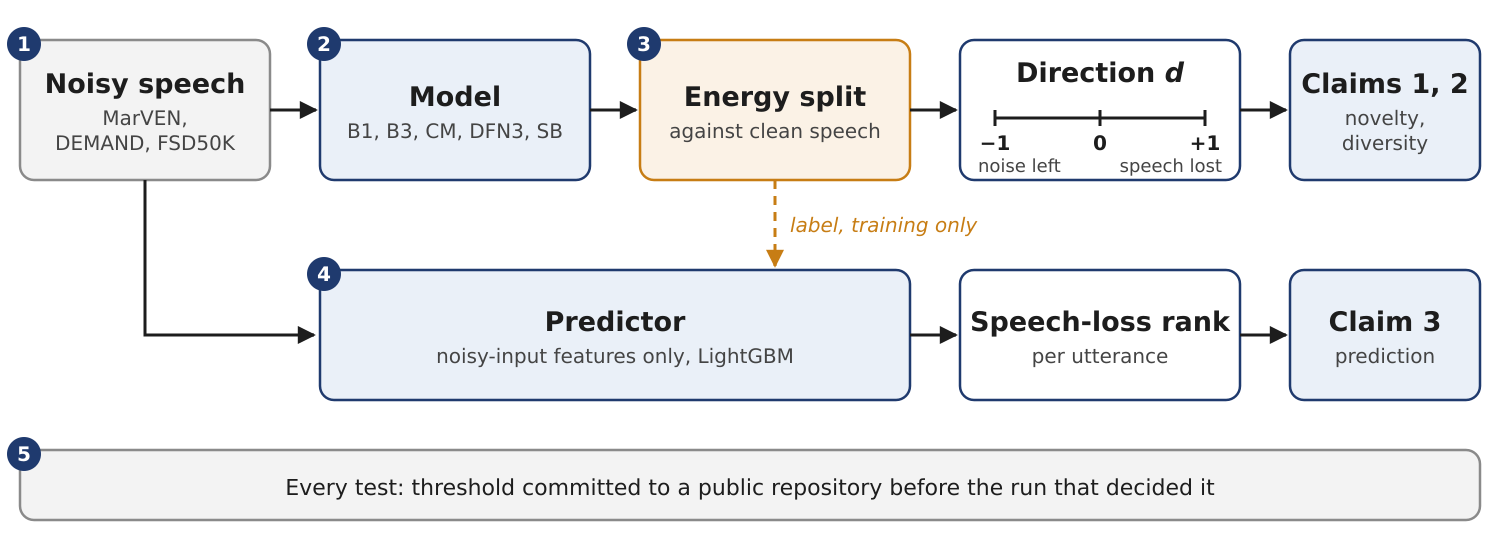 1
Noisy speech
MarVEN,
DEMAND, FSD50K
2
Model
B1, B3, CM, DFN3, SB
3
Energy split
against clean speech
Direction d
−1 0 +1
noise left speech lost
Claims 1, 2
novelty,
diversity
label, training only
4
Predictor
noisy-input features only, LightGBM
Speech-loss rank
per utterance
Claim 3
prediction
5
Every test: threshold committed to a public repository before the run that decided it